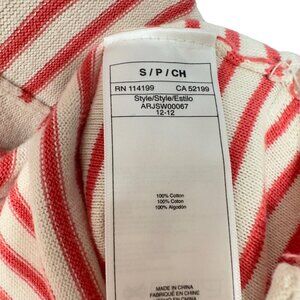 S / P / CH
RN 114199 CA 52199
Style/Style/Estilo
ARJSW00067
12-12
100% Cotton
100% Coton
100% Algodón
MADE IN CHINA
FABRIQUÉ EN CHINE
HECHO EN CHINA